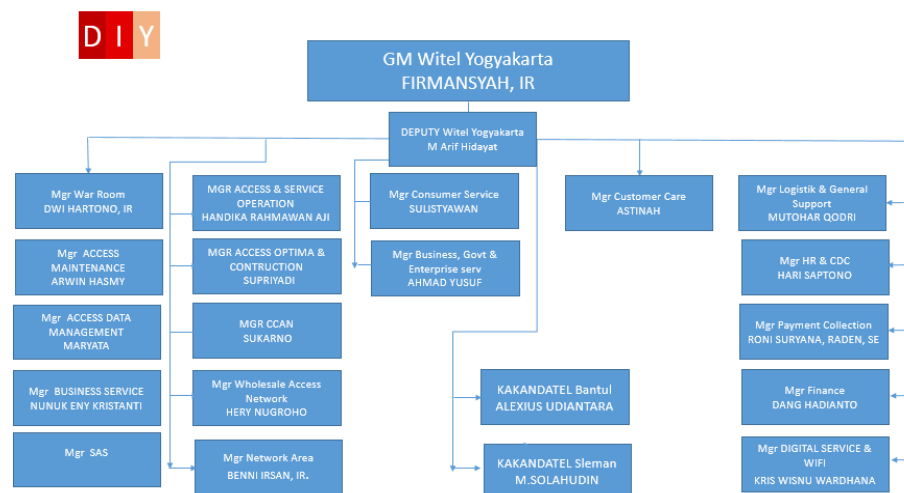 DIY
GM Witel Yogyakarta
FIRMANSYAH, IR
DEPUTY Witel Yogyakarta
M Arif Hidayat
Mgr War Room
DWI HARTONO, IR
Mgr ACCESS
MAINTENANCE
ARWIN HASMY
Mgr ACCESS DATA
MANAGEMENT
MARYATA
Mgr BUSINESS SERVICE
NUNUK ENY KRISTANTI
Mgr SAS
MGR ACCESS & SERVICE
OPERATION
HANDIKA RAHMAWAN AJI
MGR ACCESS OPTIMA &
CONTRUCTION
SUPRIYADI
MGR CCAN
SUKARNO
Mgr Wholesale Access
Network
HERY NUGROHO
Mgr Network Area
BENNI IRSAN, IR.
Mgr Consumer Service
SULISTYAWAN
Mgr Business, Govt &
Enterprise serv
AHMAD YUSUF
KAKANDATEL Bantul
ALEXIUS UDIANTARA
KAKANDATEL Sleman
M.SOLAHUDIN
Mgr Customer Care
ASTINAH
Mgr Logistik & General
Support
MUTOHAR QODRI
Mgr HR & CDC
HARI SAPTONO
Mgr Payment Collection
RONI SURYANA, RADEN, SE
Mgr Finance
DANG HADIANTO
Mgr DIGITAL SERVICE &
WIFI
KRIS WISNU WARDHANA